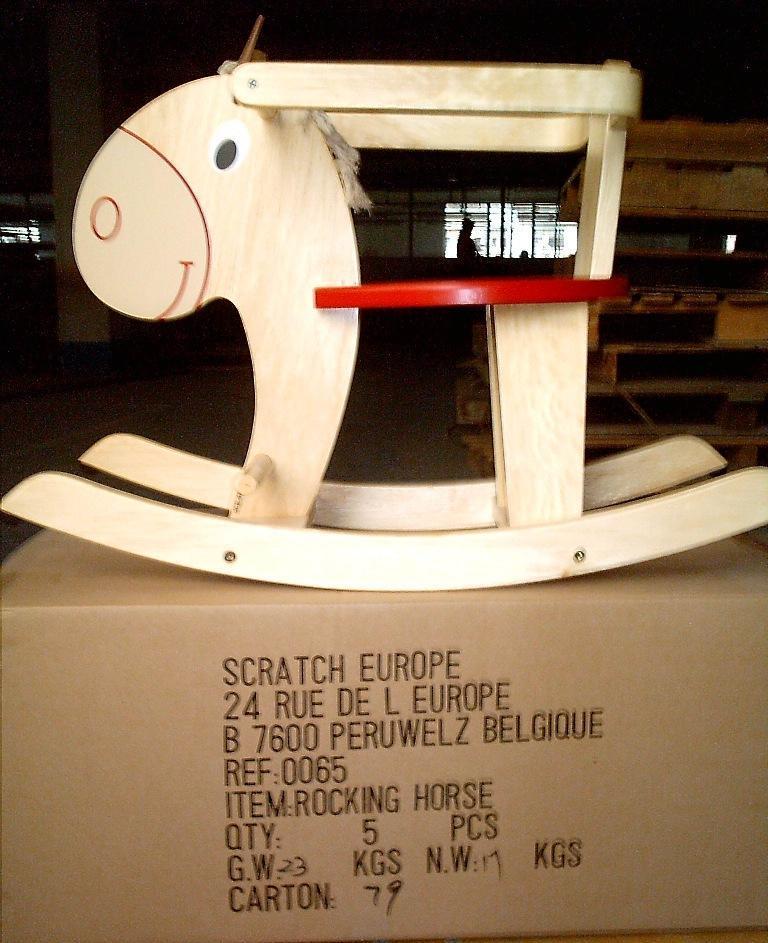 SCRATCH EUROPE
24 RUE DE L EUROPE
B 7600 PERUWELZ BELGIQUE
REF:0065
ITEM:ROCKING HORSE
QTY: 5 PCS
G.W:23 KGS N.W:17 KGS
CARTON: 79